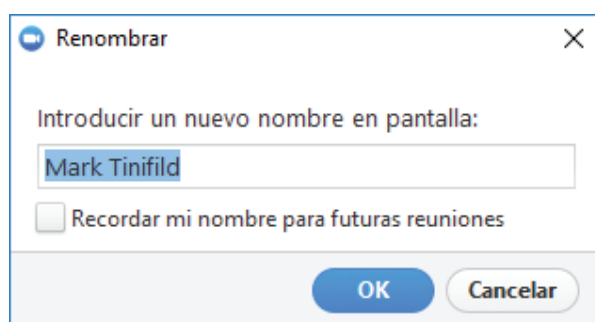 Renombrar
Introducir un nuevo nombre en pantalla:
Mark Tinifild
Recordar mi nombre para futuras reuniones
OK Cancelar